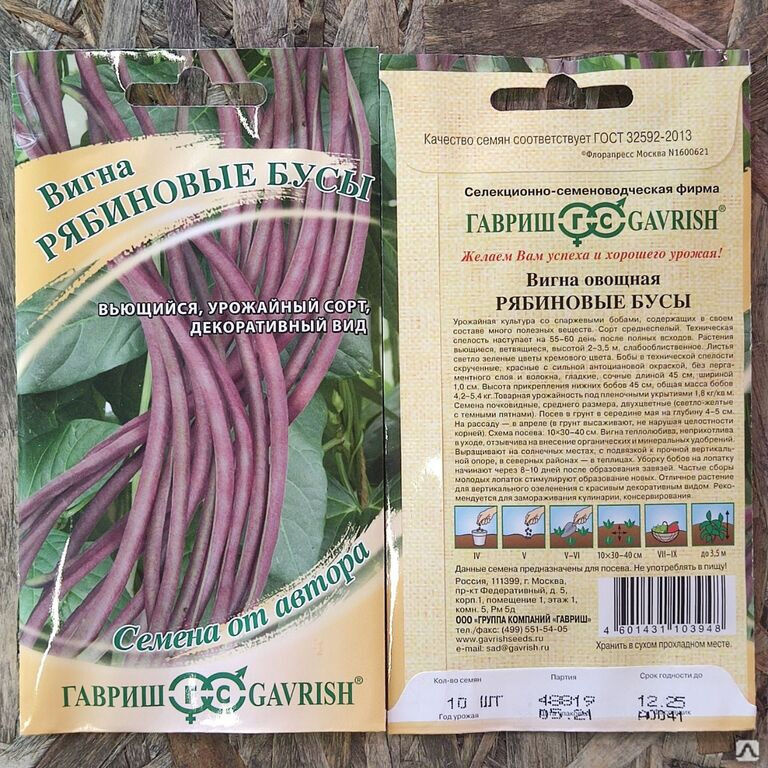 Вигна
РЯБИНОВЫЕ БУСЫ
ВЬЮЩИЙСЯ, УРОЖАЙНЫЙ СОРТ,
ДЕКОРАТИВНЫЙ ВИД
Семена от автора
ГАВРИШ ГС GAVRISH®
Качество семян соответствует ГОСТ 32592-2013
©Флорапресс Москва N1600621
Селекционно-семеноводческая фирма
ГАВРИШ ГС GAVRISH®
Желаем Вам успеха и хорошего урожая!
Вигна овощная
РЯБИНОВЫЕ БУСЫ
Урожайная культура со спаржевыми бобами, содержащих в своем
составе много полезных веществ. Сорт среднеспелый. Техническая
спелость наступает на 55–60 день после полных всходов. Растения
вьющиеся, ветвящиеся, высотой 2–3,5 м, слабооблиственное. Листья
светло зеленые цветы кремового цвета. Бобы в технической спелости
скрученные, красные с сильной антоциановой окраской, без перга-
ментного слоя и волокна, гладкие, сочные длиной 45 см, шириной
1,0 см. Высота прикрепления нижних бобов 45 см, общая масса бобов
4,2–5,4 кг. Товарная урожайность под пленочными укрытиями 1,8 кг/кв м.
Семена почковидные, среднего размера, двухцветные (светло-желтые
с темными пятнами). Посев в грунт в середине мая на глубину 4–5 см.
На рассаду — в апреле (в грунт высаживают, не нарушая целостности
корней). Схема посева: 10×30–40 см. Вигна теплолюбива, неприхотлива
в уходе, отзывчива на внесение органических и минеральных удобрений.
Выращивают на солнечных местах, с подвязкой к прочной вертикаль-
ной опоре, в северных районах — в теплицах. Уборку бобов на лопатку
начинают через 8–10 дней после образования завязей. Частые сборы
молодых лопаток стимулируют образование новых. Отличное растение
для вертикального озеленения с красивым декоративным видом. Реко-
мендуется для замораживания кулинарии, консервирования.
IV V V–VI 10×30–40 см VII–IX до 3,5 м
Данные семена предназначены для посева. Не употреблять в пищу!
Россия, 111399, г. Москва,
пр-кт Федеративный, д. 5,
корп.1, помещение 1, этаж 1,
комн. 5, Рм 5д
ООО «ГРУППА КОМПАНИЙ «ГАВРИШ»
тел./факс: (499) 551-54-05
www.gavrishseeds.ru
e-mail: sad@gavrish.ru
4 601431 103948
Хранить в сухом прохладном месте.
Кол-во семян Партия Срок годности до
10 ШТ 43819 12.25
Год урожая